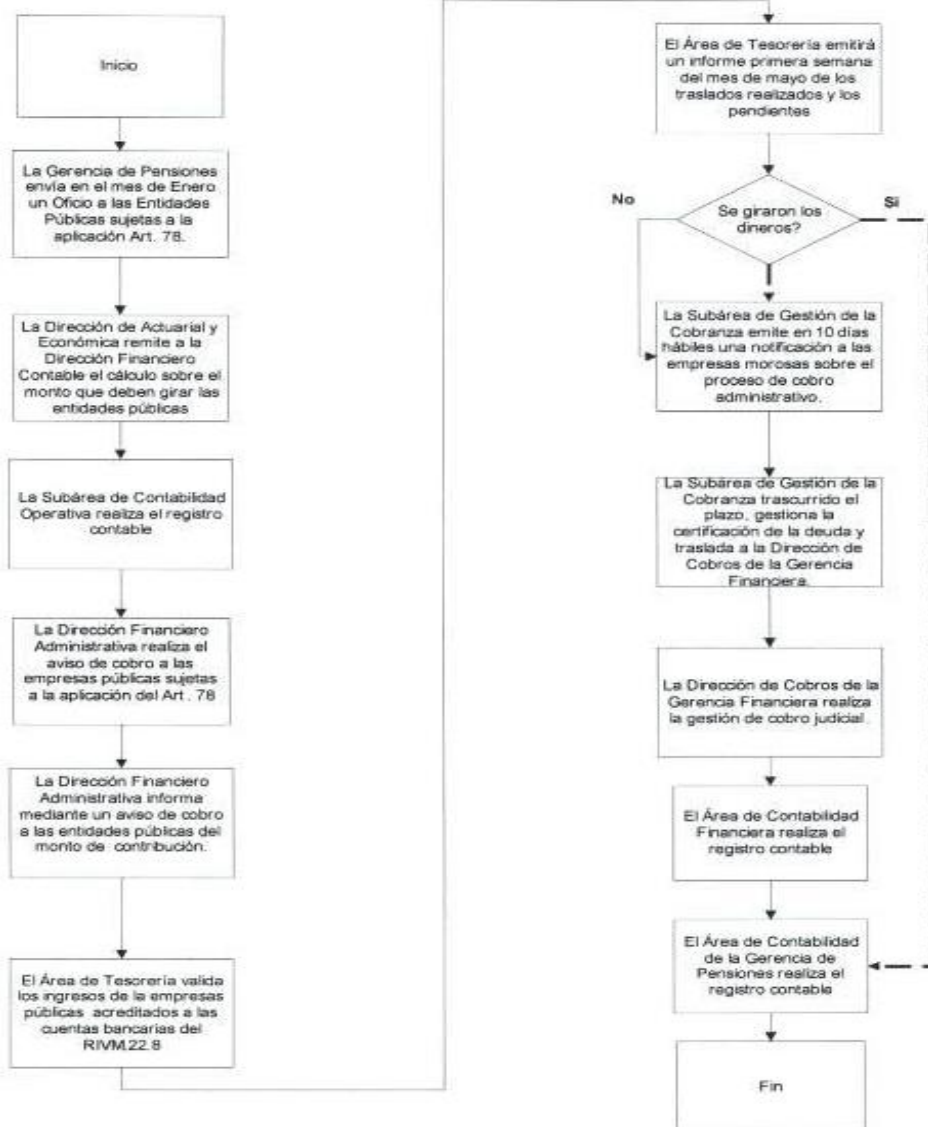 Inicio
La Gerencia de Pensiones
envía en el mes de Enero
un Oficio a las Entidades
Públicas sujetas a la
aplicación Art. 78.
La Dirección de Actuarial y
Económica remite a la
Dirección Financiero
Contable el cálculo sobre el
monto que deben girar las
entidades públicas
La Subárea de Contabilidad
Operativa realiza el registro
contable
La Dirección Financiero
Administrativa realiza el
aviso de cobro a las
empresas públicas sujetas
a la aplicación del Art. 78
La Dirección Financiero
Administrativa informa
mediante un aviso de cobro
a las entidades públicas del
monto de contribución.
El Área de Tesorería valida
los ingresos de la empresas
públicas acreditados a las
cuentas bancarias del
RIVM.22.8
El Área de Tesorería emitirá
un informe primera semana
del mes de mayo de los
traslados realizados y los
pendientes
No
Se giraron los
dineros?
Si
La Subárea de Gestión de la
Cobranza emite en 10 días
hábiles una notificación a las
empresas morosas sobre el
proceso de cobro
administrativo.
La Subárea de Gestión de la
Cobranza trascurrido el
plazo, gestiona la
certificación de la deuda y
traslada a la Dirección de
Cobros de la Gerencia
Financiera.
La Dirección de Cobros de la
Gerencia Financiera realiza
la gestión de cobro judicial.
El Área de Contabilidad
Financiera realiza el
registro contable
El Área de Contabilidad
de la Gerencia de
Pensiones realiza el
registro contable
Fin